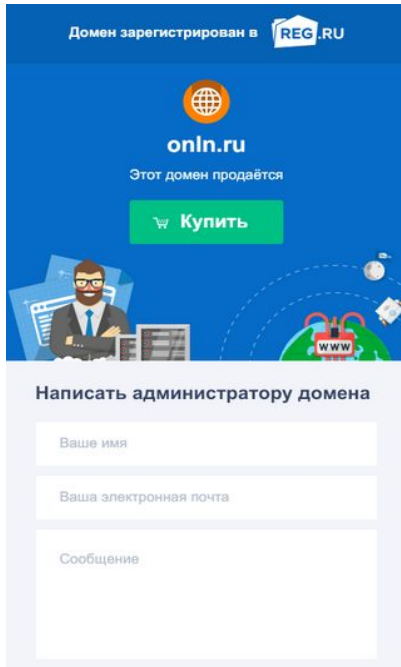 Домен зарегистрирован в REG.RU
onln.ru
Этот домен продаётся
Купить
www
Написать администратору домена
Ваше имя
Ваша электронная почта
Сообщение